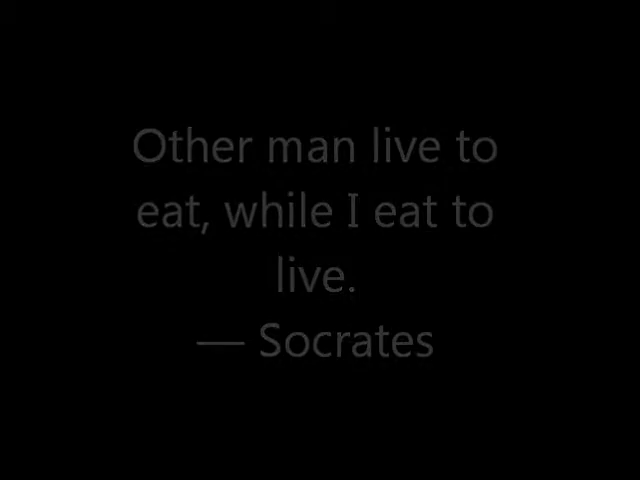 Other man live to
eat, while I eat to
live.
— Socrates